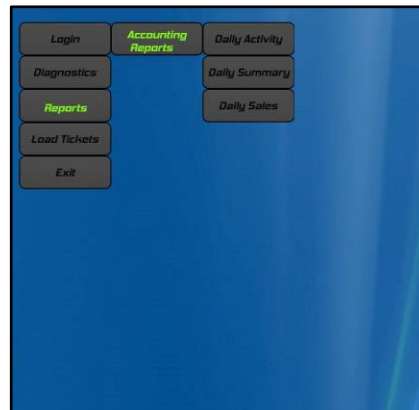 Login
Accounting
Reports
Daily Activity
Diagnostics
Daily Summary
Reports
Daily Sales
Load Tickets
Exit